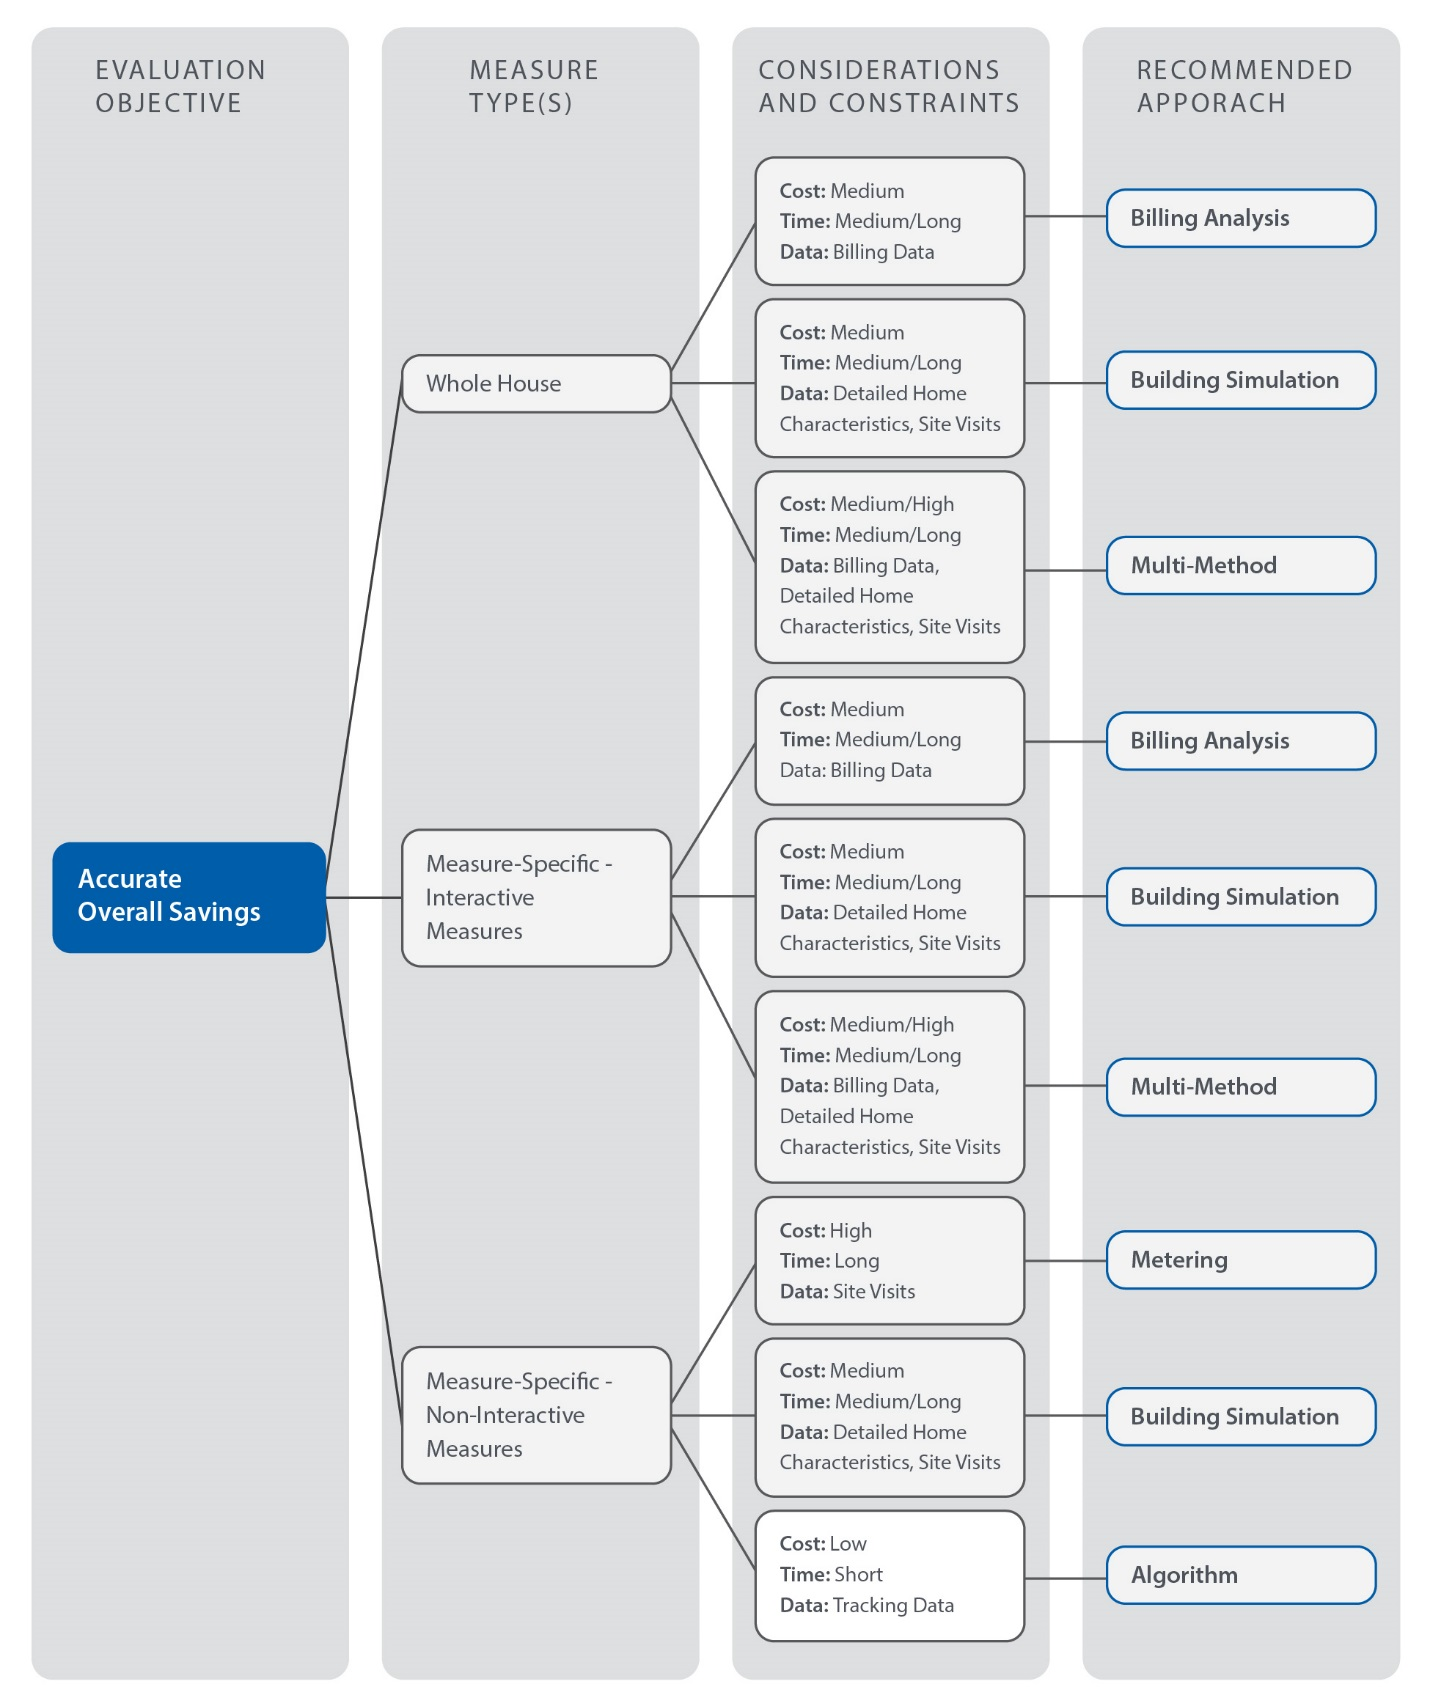 EVALUATION
OBJECTIVE
MEASURE
TYPE(S)
CONSIDERATIONS
AND CONSTRAINTS
RECOMMENDED
APPORACH
Accurate
Overall Savings
Whole House
Cost: Medium
Time: Medium/Long
Data: Billing Data
Billing Analysis
Cost: Medium
Time: Medium/Long
Data: Detailed Home
Characteristics, Site Visits
Building Simulation
Cost: Medium/High
Time: Medium/Long
Data: Billing Data,
Detailed Home
Characteristics, Site Visits
Multi-Method
Measure-Specific -
Interactive
Measures
Cost: Medium
Time: Medium/Long
Data: Billing Data
Billing Analysis
Cost: Medium
Time: Medium/Long
Data: Detailed Home
Characteristics, Site Visits
Building Simulation
Cost: Medium/High
Time: Medium/Long
Data: Billing Data,
Detailed Home
Characteristics, Site Visits
Multi-Method
Measure-Specific -
Non-Interactive
Measures
Cost: High
Time: Long
Data: Site Visits
Metering
Cost: Medium
Time: Medium/Long
Data: Detailed Home
Characteristics, Site Visits
Building Simulation
Cost: Low
Time: Short
Data: Tracking Data
Algorithm